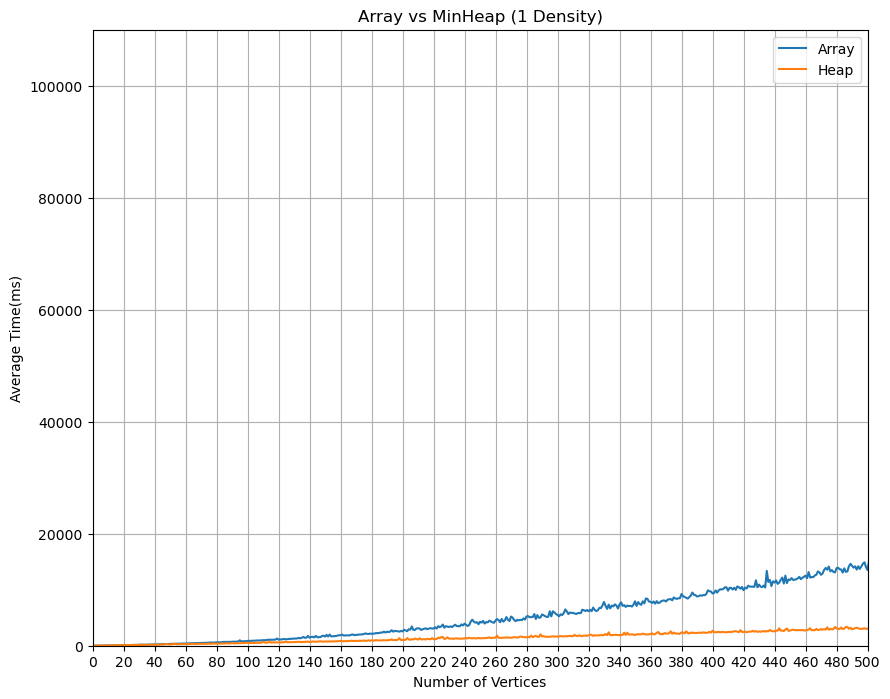 Array vs MinHeap (1 Density)
Array
Heap
100000
80000
60000
40000
20000
0
Average Time(ms)
0 20 40 60 80 100 120 140 160 180 200 220 240 260 280 300 320 340 360 380 400 420 440 460 480 500
Number of Vertices